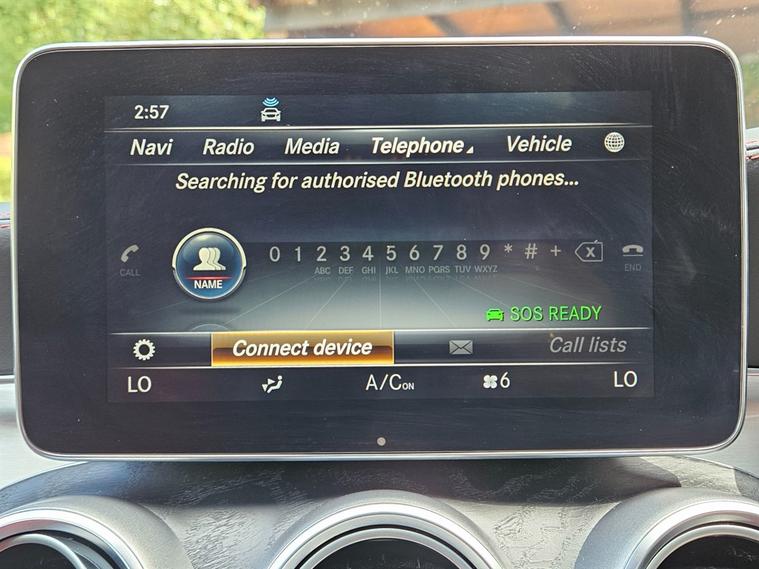 2:57
Navi Radio Media Telephone Vehicle
Searching for authorised Bluetooth phones...
0 1 2 3 4 5 6 7 8 9 * # +
ABC DEF GHI JKL MNO PQRS TUV WXYZ
CALL NAME END
SOS READY
Connect device Call lists
LO A/C ON 6 LO